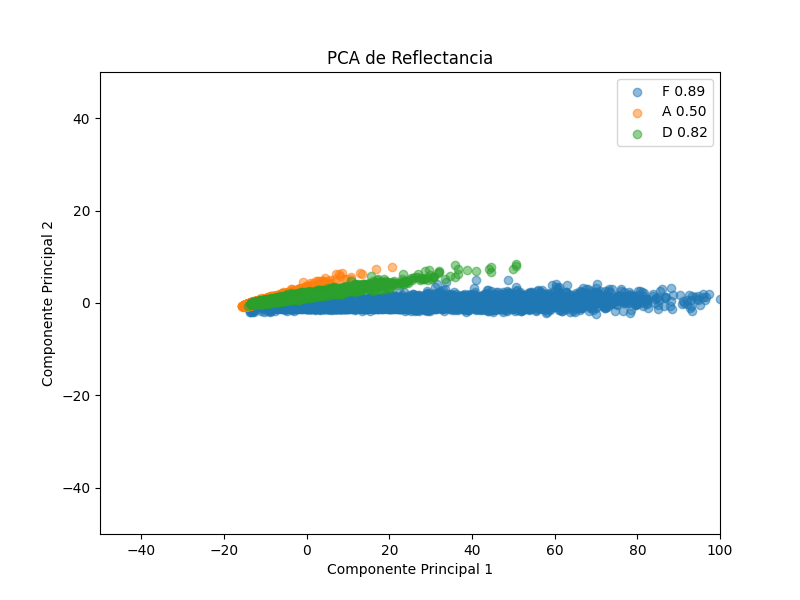 PCA de Reflectancia
F 0.89
A 0.50
D 0.82
Componente Principal 2
40
20
0
−20
−40
−40
−20
0
20
40
60
80
100
Componente Principal 1